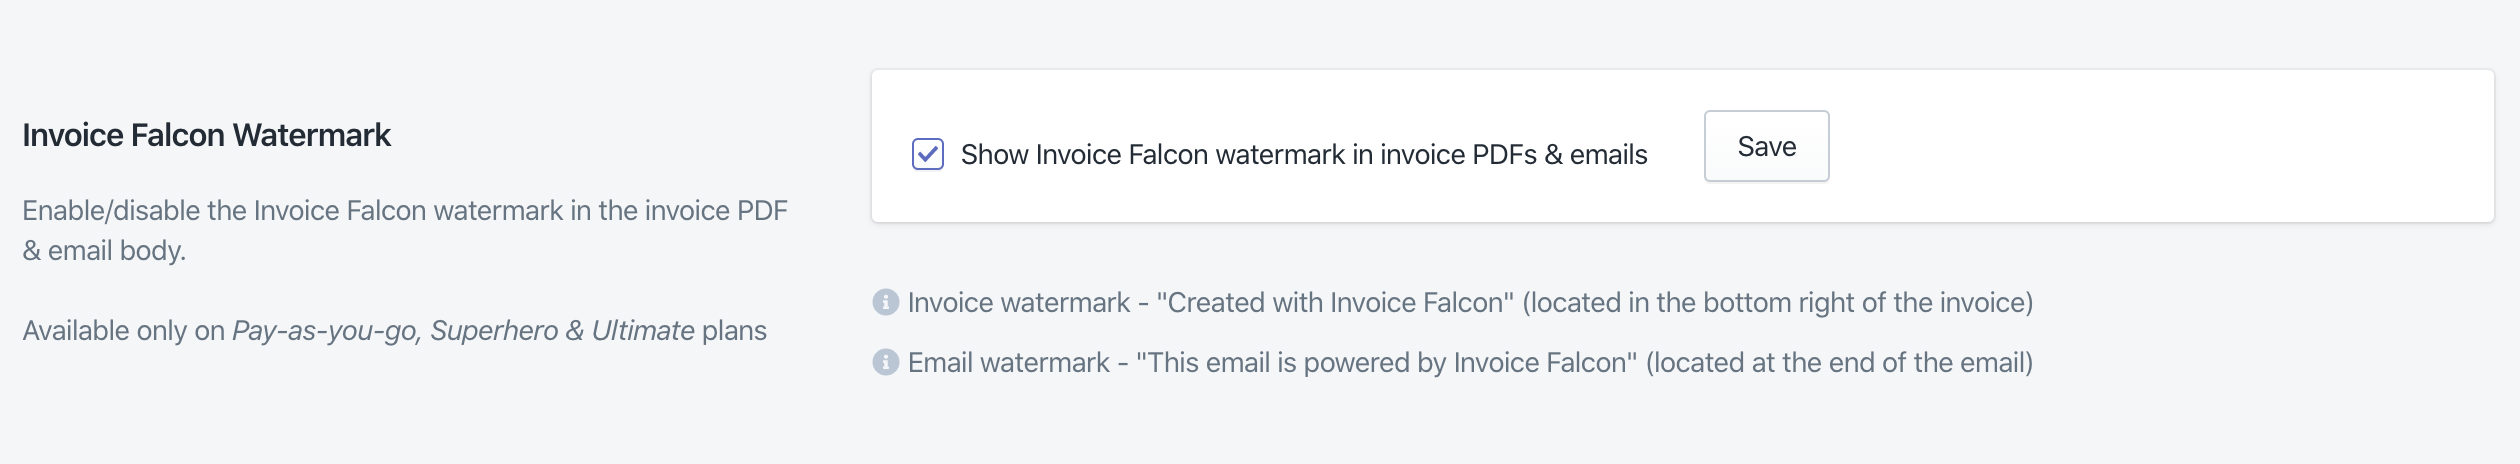 Invoice Falcon Watermark
Enable/disable the Invoice Falcon watermark in the invoice PDF
& email body.
Available only on Pay-as-you-go, Superhero & Ultimate plans
Show Invoice Falcon watermark in invoice PDFs & emails
Save
Invoice watermark - "Created with Invoice Falcon" (located in the bottom right of the invoice)
Email watermark - "This email is powered by Invoice Falcon" (located at the end of the email)